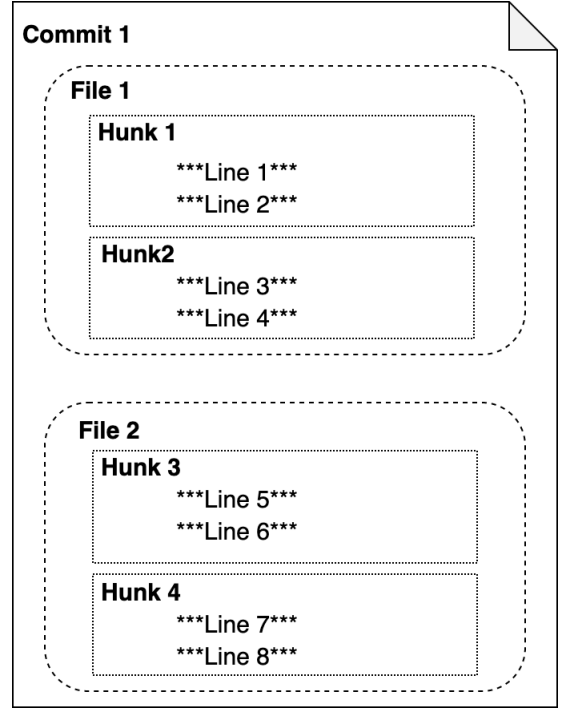 Commit 1
File 1
Hunk 1
***Line 1***
***Line 2***
Hunk2
***Line 3***
***Line 4***
File 2
Hunk 3
***Line 5***
***Line 6***
Hunk 4
***Line 7***
***Line 8***